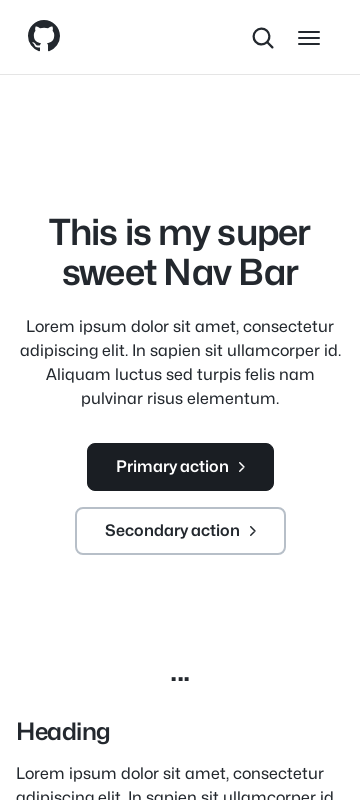 This is my super
sweet Nav Bar
Lorem ipsum dolor sit amet, consectetur
adipiscing elit. In sapien sit ullamcorper id.
Aliquam luctus sed turpis felis nam
pulvinar risus elementum.
Primary action
Secondary action
...
Heading
Lorem ipsum dolor sit amet, consectetur
adipiscing elit. In sapien sit ullamcorper id.